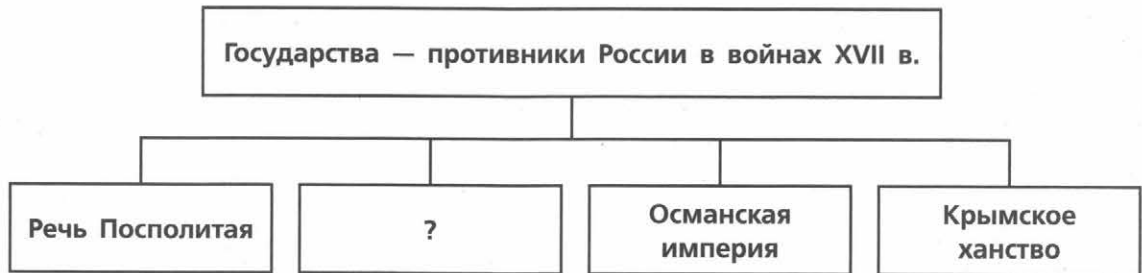 Государства — противники России в войнах XVII в.
Речь Посполитая
?
Османская
империя
Крымское
ханство